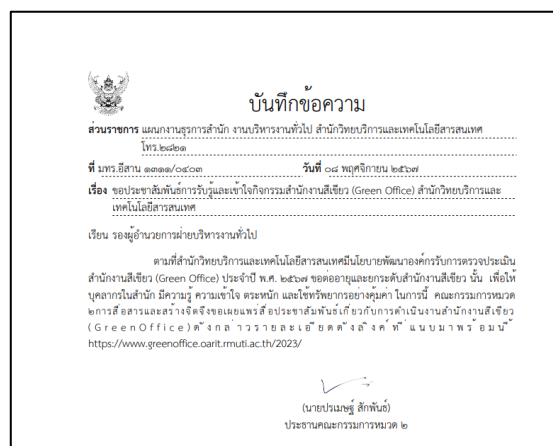 บันทึกข้อความ
ส่วนราชการ แผนกงานธุรการสำนัก งานบริหารงานทั่วไป สำนักวิทยบริการและเทคโนโลยีสารสนเทศ
โทร.๒๘๒๑
ที่ มทร.อีสาน ๑๓๑๑/๐๔๐๓ วันที่ ๐๘ พฤศจิกายน ๒๕๖๗
เรื่อง ขอประชาสัมพันธ์การรับรู้และเข้าใจกิจกรรมสำนักงานสีเขียว (Green Office) สำนักวิทยบริการและ
เทคโนโลยีสารสนเทศ
เรียน รองผู้อำนวยการฝ่ายบริหารงานทั่วไป
ตามที่สำนักวิทยบริการและเทคโนโลยีสารสนเทศมีนโยบายพัฒนาองค์กรรับการตรวจประเมิน
สำนักงานสีเขียว (Green Office) ประจำปี พ.ศ. ๒๕๖๗ ขอต่ออายุและยกระดับสำนักงานสีเขียว นั้น เพื่อให้
บุคลากรในสำนัก มีความรู้ ความเข้าใจ ตระหนัก และใช้ทรัพยากรอย่างคุ้มค่า ในการนี้ คณะกรรมการหมวด
๒การสื่อสารและสร้างจิตจึงขอเผยแพร่สื่อประชาสัมพันธ์เกี่ยวกับการดำเนินงานสำนักงานสีเขียว
(GreenOffice)ดังกล่าวรายละเอียดดังลิงค์ที่แนบมาพร้อมนี้
https://www.greenoffice.oarit.rmuti.ac.th/2023/
(นายปรเมษฐ์ สักพันธ์)
ประธานคณะกรรมการหมวด ๒